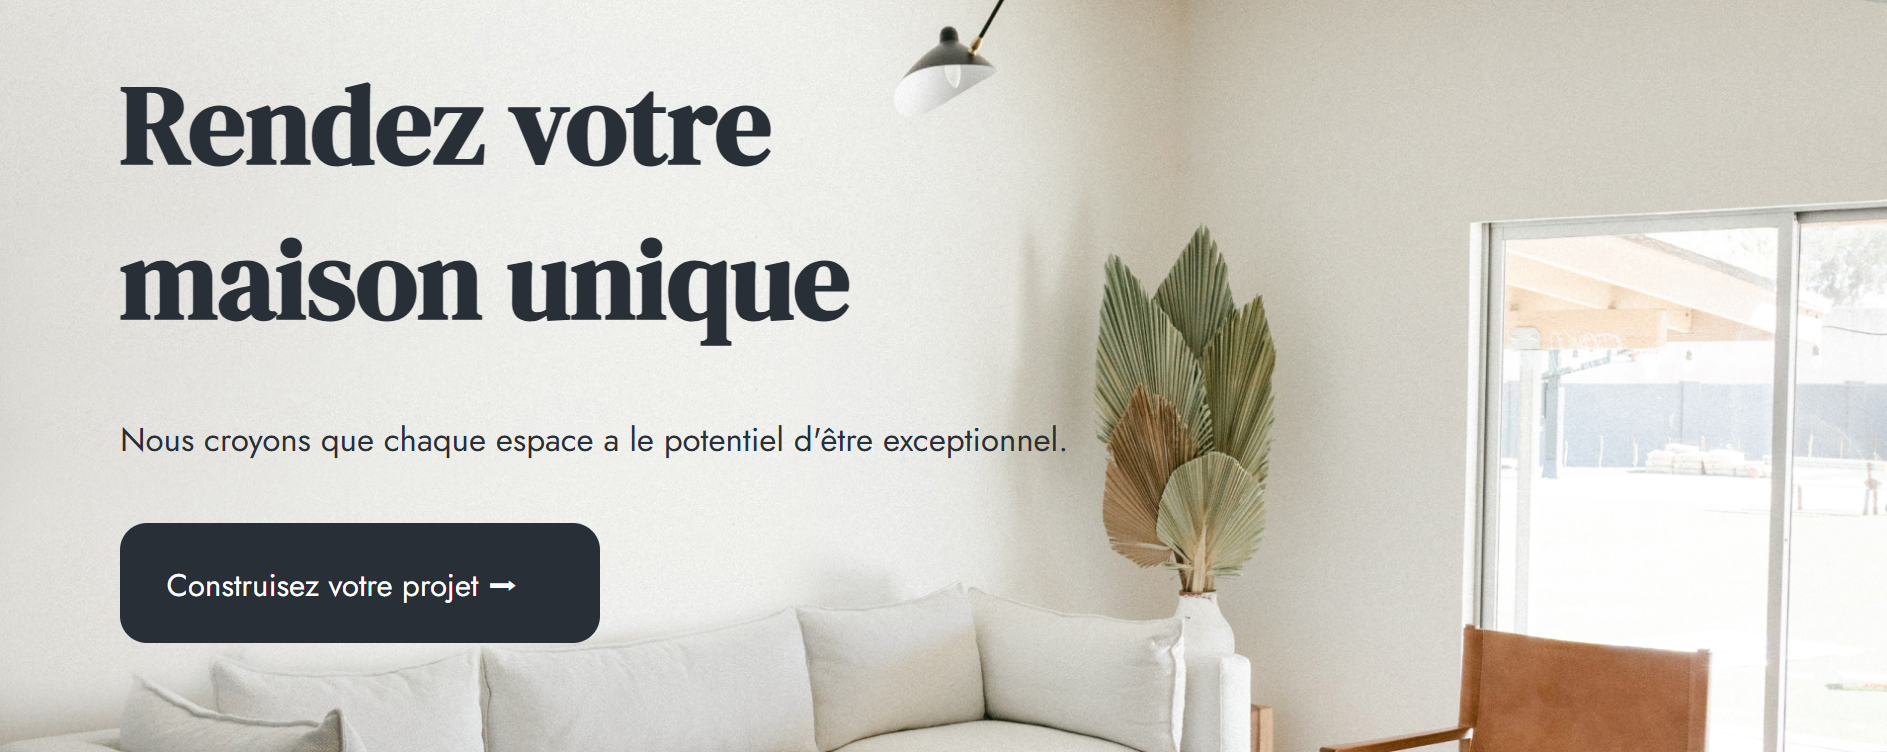 Rendez votre
maison unique
Nous croyons que chaque espace a le potentiel d'être exceptionnel.
Construisez votre projet ➞